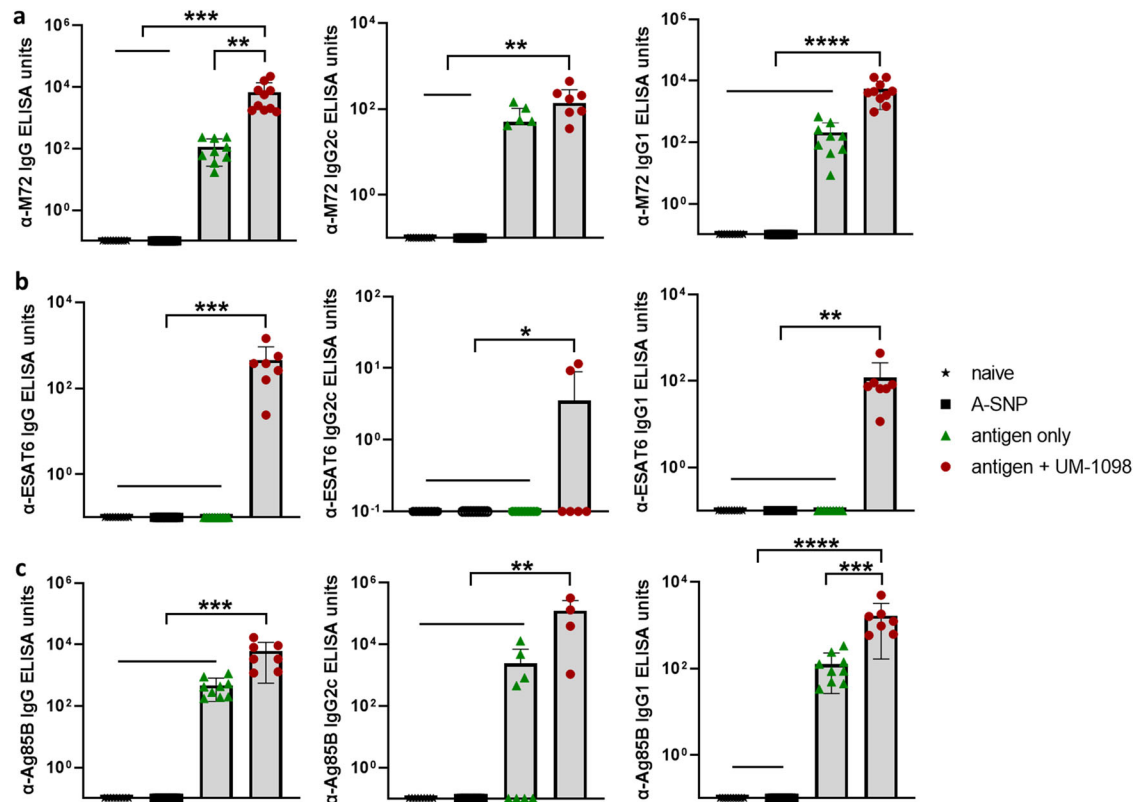 a
α-M72 IgG ELISA units
10⁶
10⁴
10²
10⁰
***
**
α-M72 IgG2c ELISA units
10⁴
10²
10⁰
**
α-M72 IgG1 ELISA units
10⁶
10⁴
10²
10⁰
****
b
α-ESAT6 IgG ELISA units
10⁴
10²
10⁰
***
α-ESAT6 IgG2c ELISA units
10²
10¹
10⁰
10⁻¹
*
α-ESAT6 IgG1 ELISA units
10⁴
10²
10⁰
**
naive
A-SNP
antigen only
antigen + UM-1098
c
α-Ag85B IgG ELISA units
10⁶
10⁴
10²
10⁰
***
α-Ag85B IgG2c ELISA units
10⁶
10⁴
10²
10⁰
**
α-Ag85B IgG1 ELISA units
10⁴
10²
10⁰
****
***